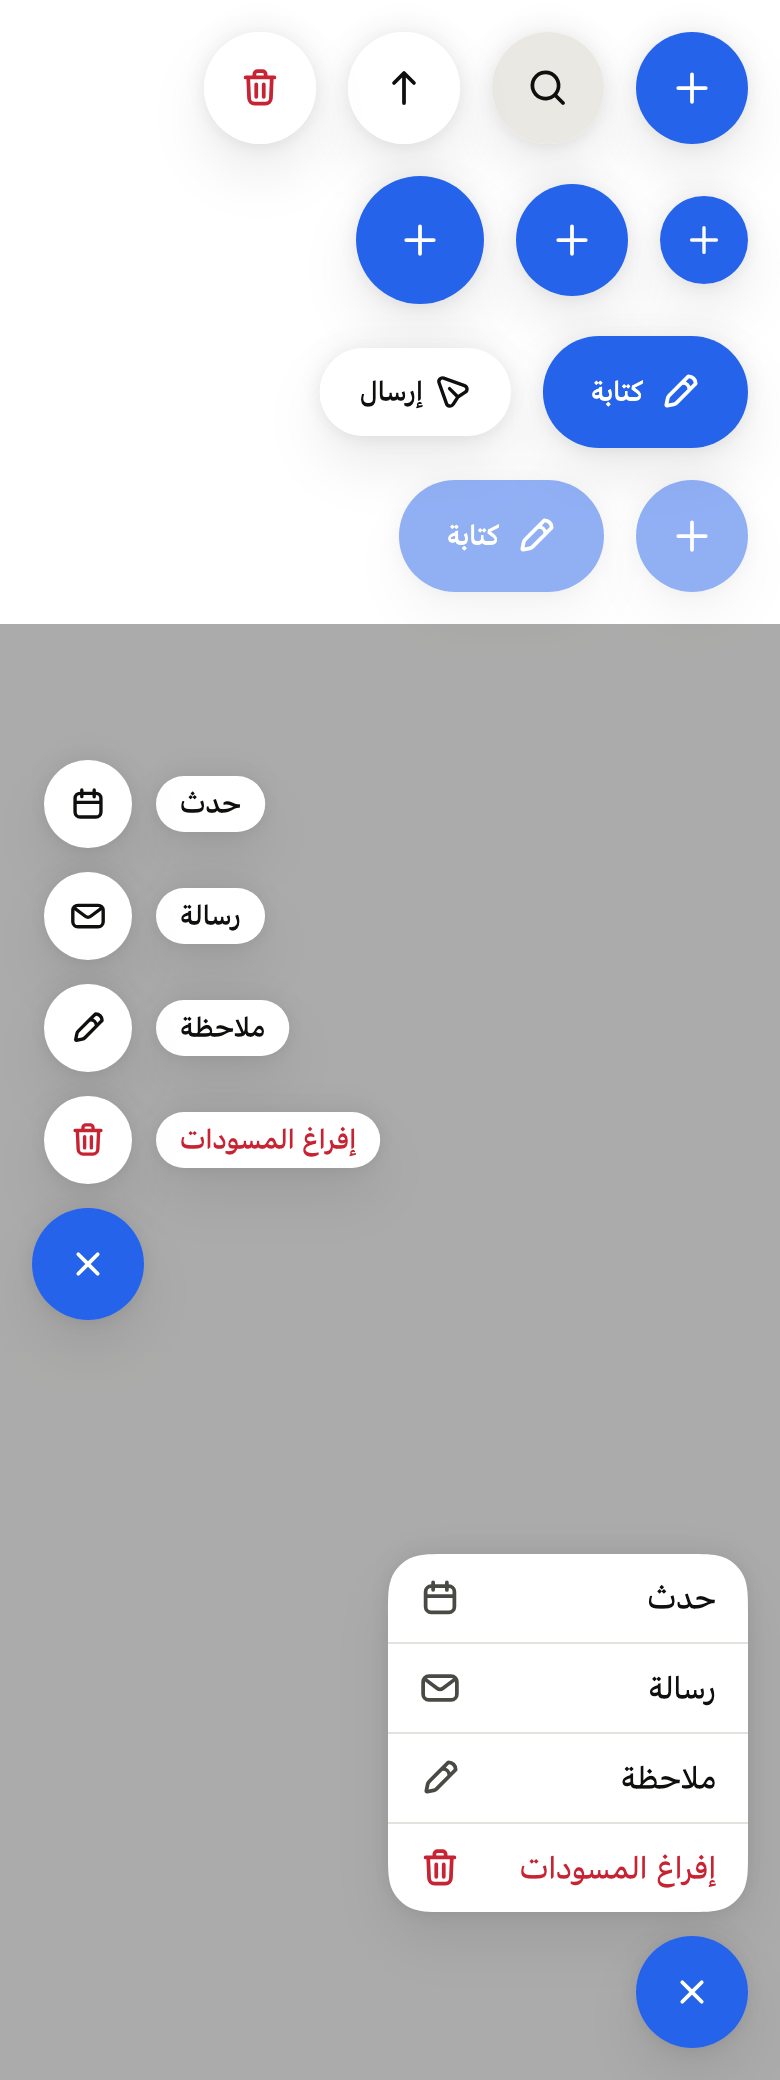 كتابة
إرسال
كتابة
حدث
رسالة
ملاحظة
إفراغ المسودات
حدث
رسالة
ملاحظة
إفراغ المسودات